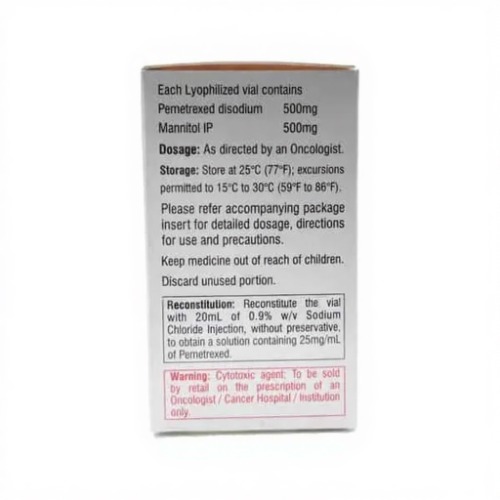 Each Lyophilized vial contains
Pemetrexed disodium 500mg
Mannitol IP 500mg
Dosage: As directed by an Oncologist.
Storage: Store at 25°C (77°F); excursions
permitted to 15°C to 30°C (59°F to 86°F).
Please refer accompanying package
insert for detailed dosage, directions
for use and precautions.
Keep medicine out of reach of children.
Discard unused portion.
Reconstitution: Reconstitute the vial
with 20mL of 0.9% w/v Sodium
Chloride Injection, without preservative,
to obtain a solution containing 25mg/mL
of Pemetrexed.
Warning: Cytotoxic agent: To be sold
by retail on the prescription of an
Oncologist / Cancer Hospital / Institution
only.